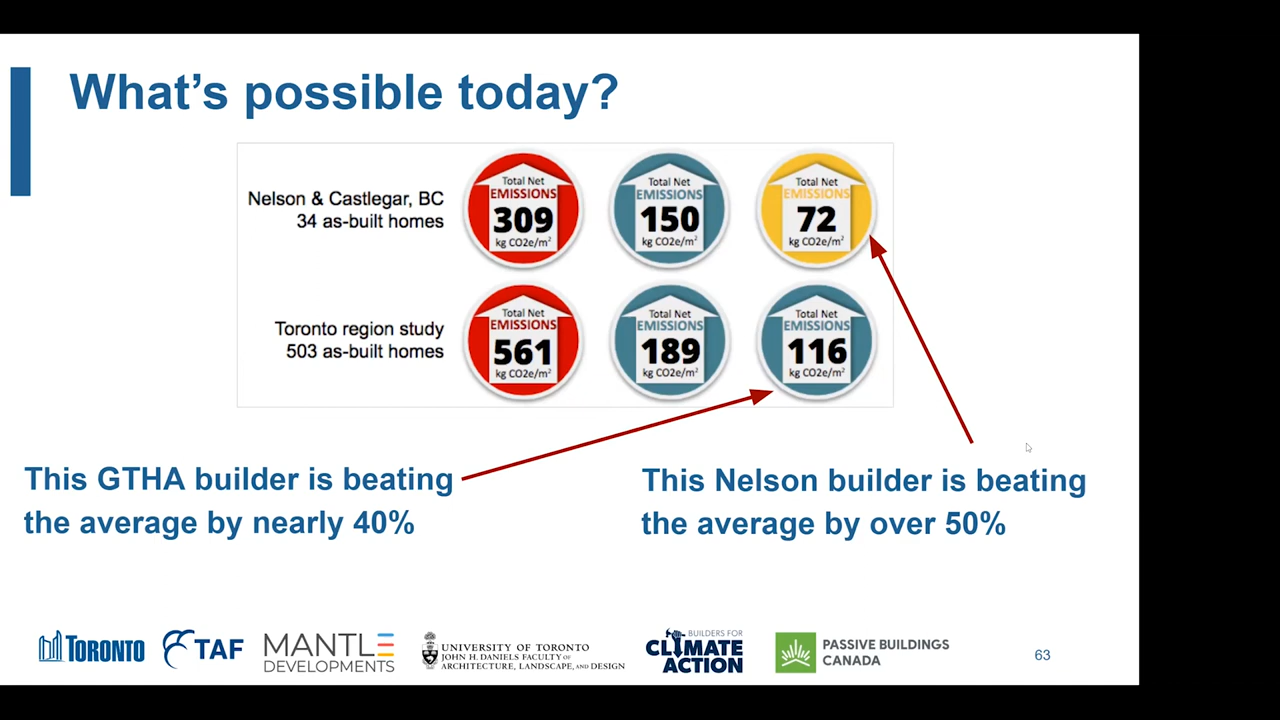 What's possible today?
Nelson & Castlegar, BC
34 as-built homes
Total Net
EMISSIONS
309
kg CO2e/m²
Total Net
EMISSIONS
150
kg CO2e/m²
Total Net
EMISSIONS
72
kg CO2e/m²
Toronto region study
503 as-built homes
Total Net
EMISSIONS
561
kg CO2e/m²
Total Net
EMISSIONS
189
kg CO2e/m²
Total Net
EMISSIONS
116
kg CO2e/m²
This GTHA builder is beating
the average by nearly 40%
This Nelson builder is beating
the average by over 50%
TORONTO
TAF
MANTLE
DEVELOPMENTS
UNIVERSITY OF TORONTO
JOHN H. DANIELS FACULTY OF
ARCHITECTURE, LANDSCAPE, AND DESIGN
BUILDERS FOR
CLIMATE
ACTION
PASSIVE BUILDINGS
CANADA
63